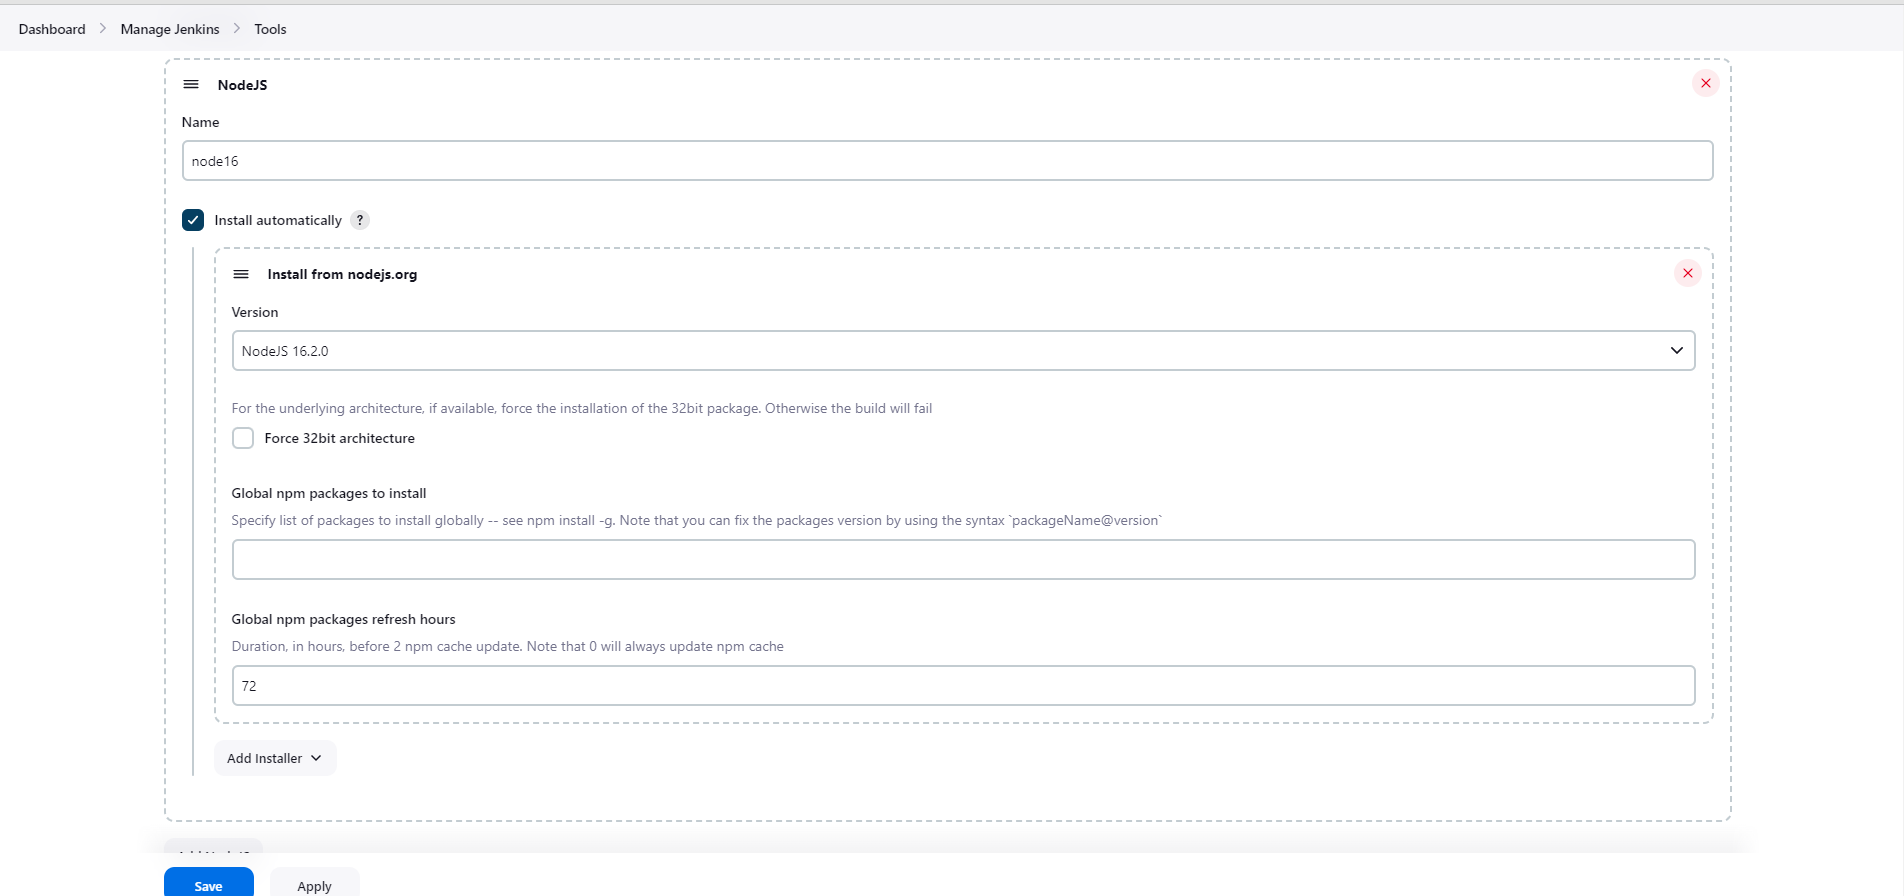 Dashboard > Manage Jenkins > Tools
NodeJS
Name
node16
Install automatically ?
Install from nodejs.org
Version
NodeJS 16.2.0
For the underlying architecture, if available, force the installation of the 32bit package. Otherwise the build will fail
Force 32bit architecture
Global npm packages to install
Specify list of packages to install globally -- see npm install -g. Note that you can fix the packages version by using the syntax `packageName@version`
Global npm packages refresh hours
Duration, in hours, before 2 npm cache update. Note that 0 will always update npm cache
72
Add Installer
Save
Apply